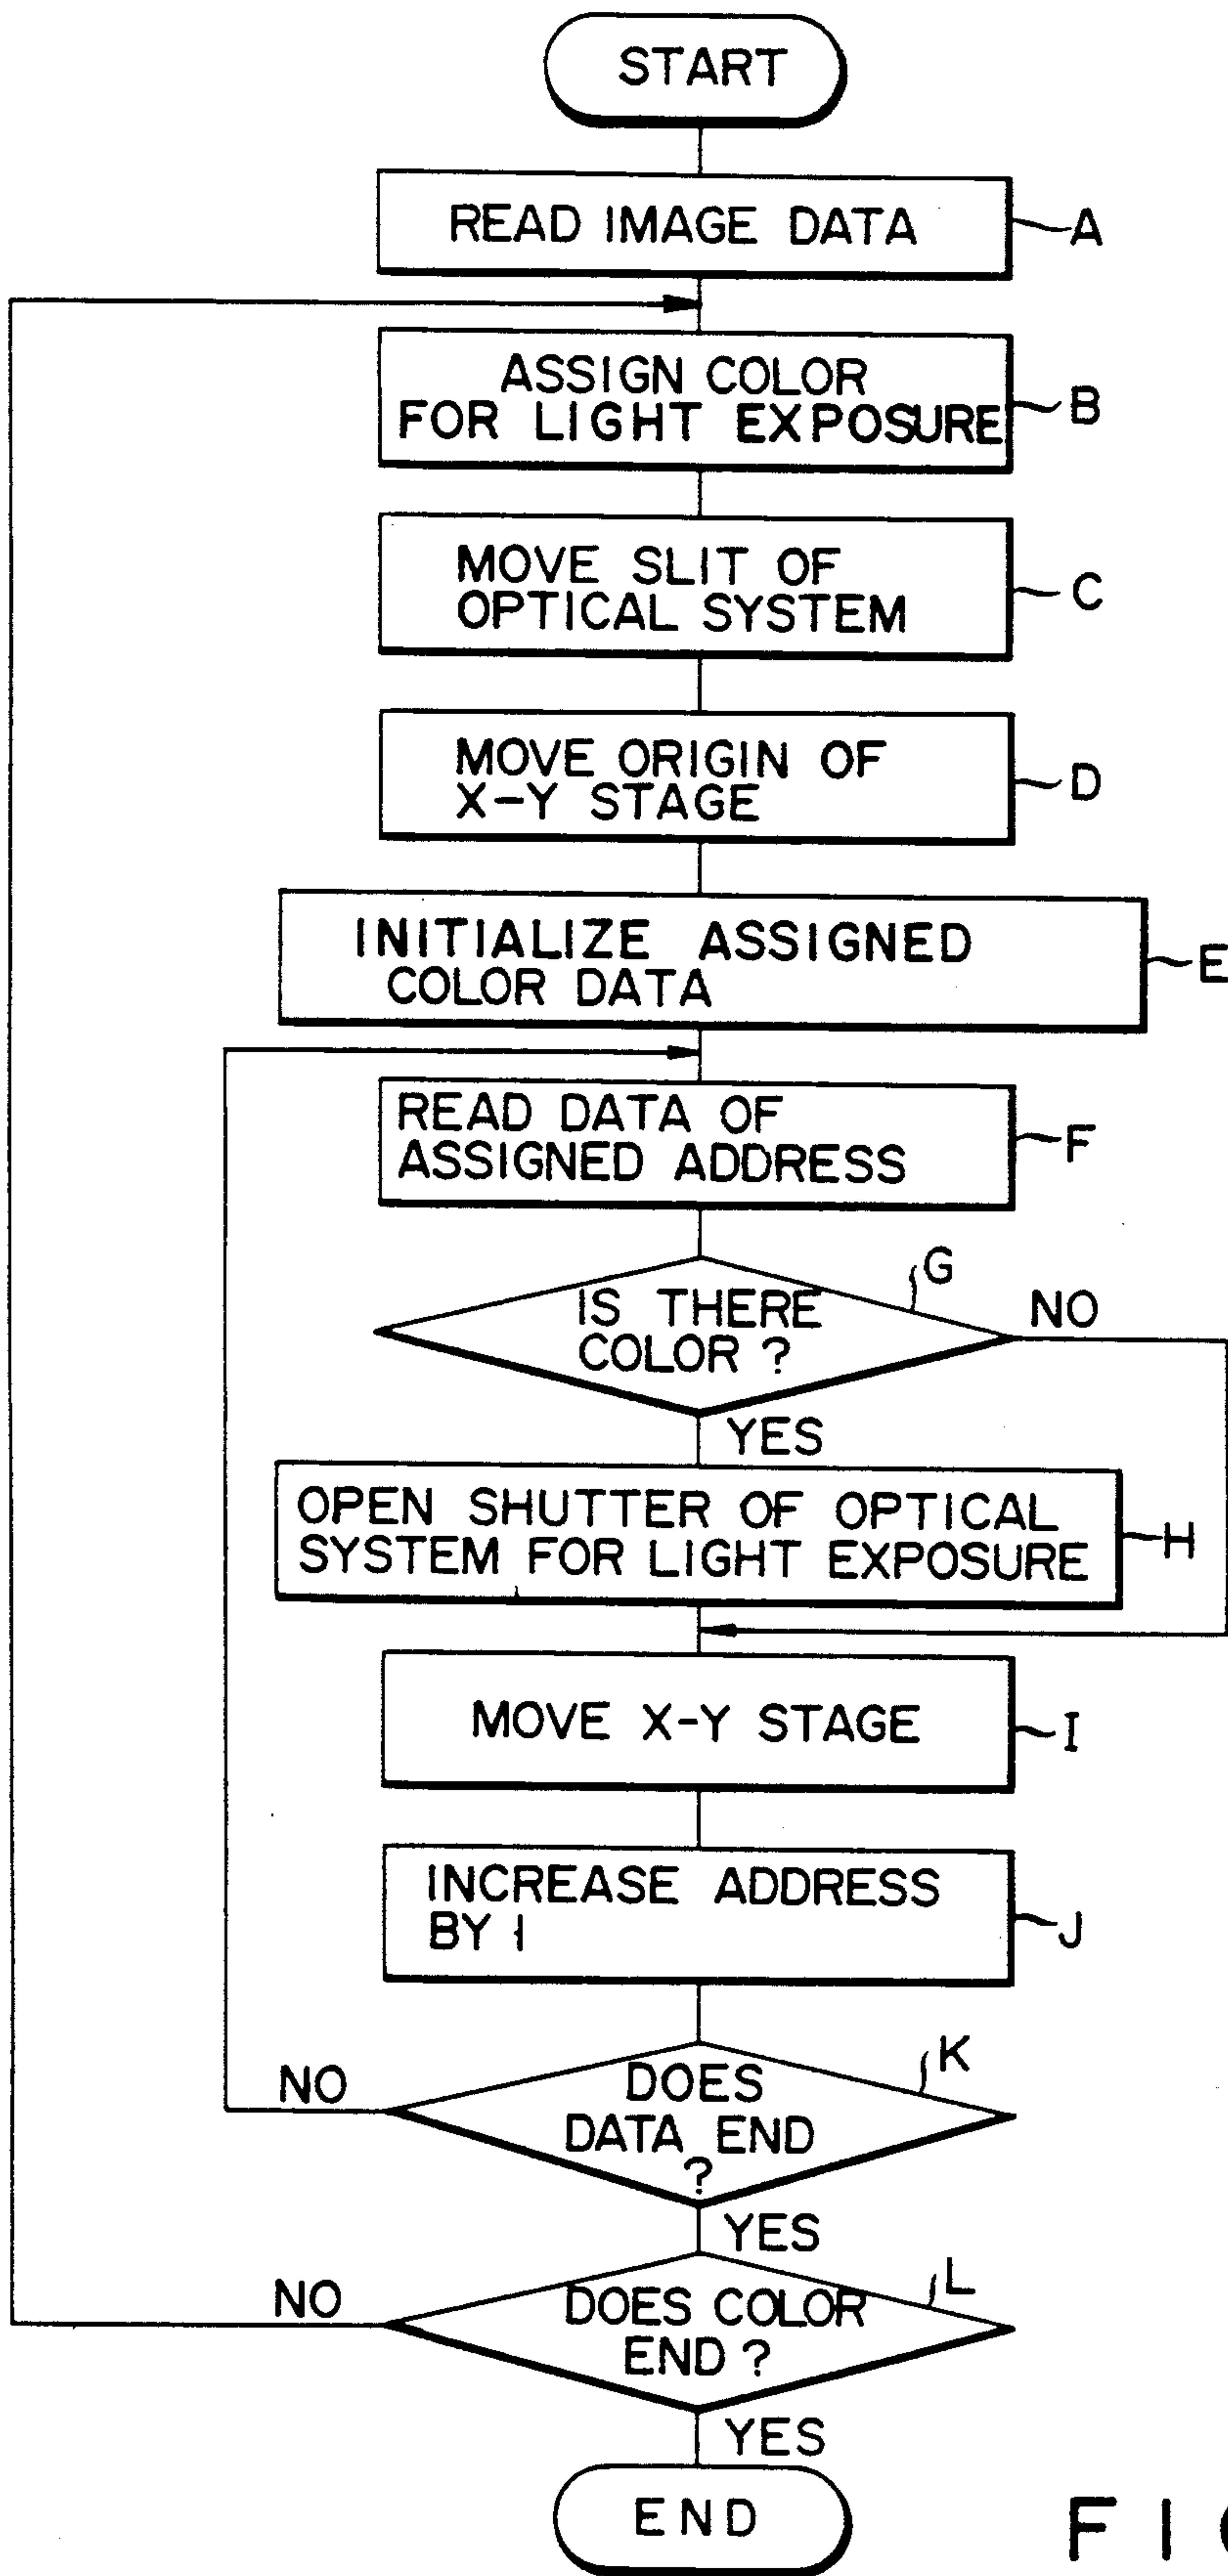 START
READ IMAGE DATA
A
ASSIGN COLOR
FOR LIGHT EXPOSURE
B
MOVE SLIT OF
OPTICAL SYSTEM
C
MOVE ORIGIN OF
X-Y STAGE
D
INITIALIZE ASSIGNED
COLOR DATA
E
READ DATA OF
ASSIGNED ADDRESS
F
G
IS THERE
COLOR ?
NO
YES
OPEN SHUTTER OF OPTICAL
SYSTEM FOR LIGHT EXPOSURE
H
MOVE X-Y STAGE
I
INCREASE ADDRESS
BY 1
J
K
NO
DOES
DATA END
?
YES
L
NO
DOES COLOR
END ?
YES
END